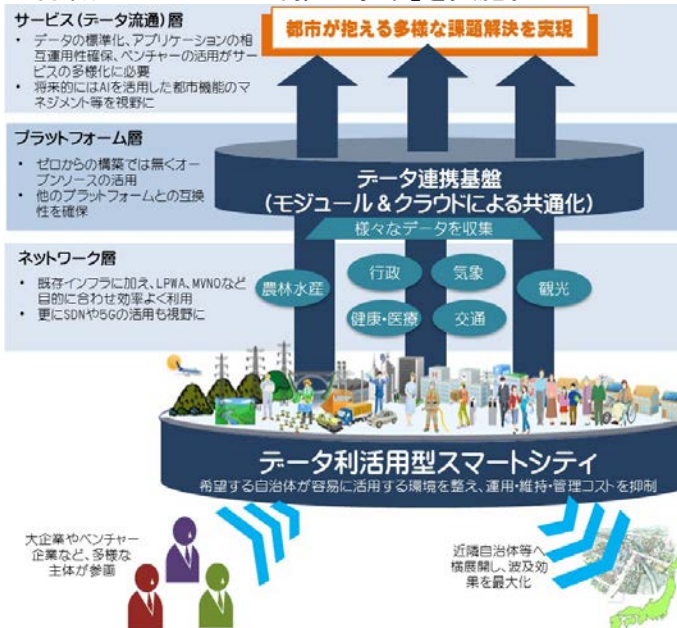 サービス(データ流通)層
• データの標準化、アプリケーションの相
互運用性確保、ベンチャーの活用がサー
ビスの多様化に必要
• 将来的にはAIを活用した都市機能のマ
ネジメント等を視野に
都市が抱える多様な課題解決を実現
プラットフォーム層
• ゼロからの構築では無くオー
プンソースの活用
• 他のプラットフォームとの互換
性を確保
データ連携基盤
(モジュール&クラウドによる共通化)
様々なデータを収集
ネットワーク層
• 既存インフラに加え、LPWA、MVNOなど
目的に合わせ効率よく利用
• 更にSDNや5Gの活用も視野に
農林水産
行政
気象
観光
健康・医療
交通
データ利活用型スマートシティ
希望する自治体が容易に活用する環境を整え、運用・維持・管理コストを抑制
大企業やベンチャー
企業など、多様な
主体が参画
近隣自治体等へ
横展開し、波及効
果を最大化